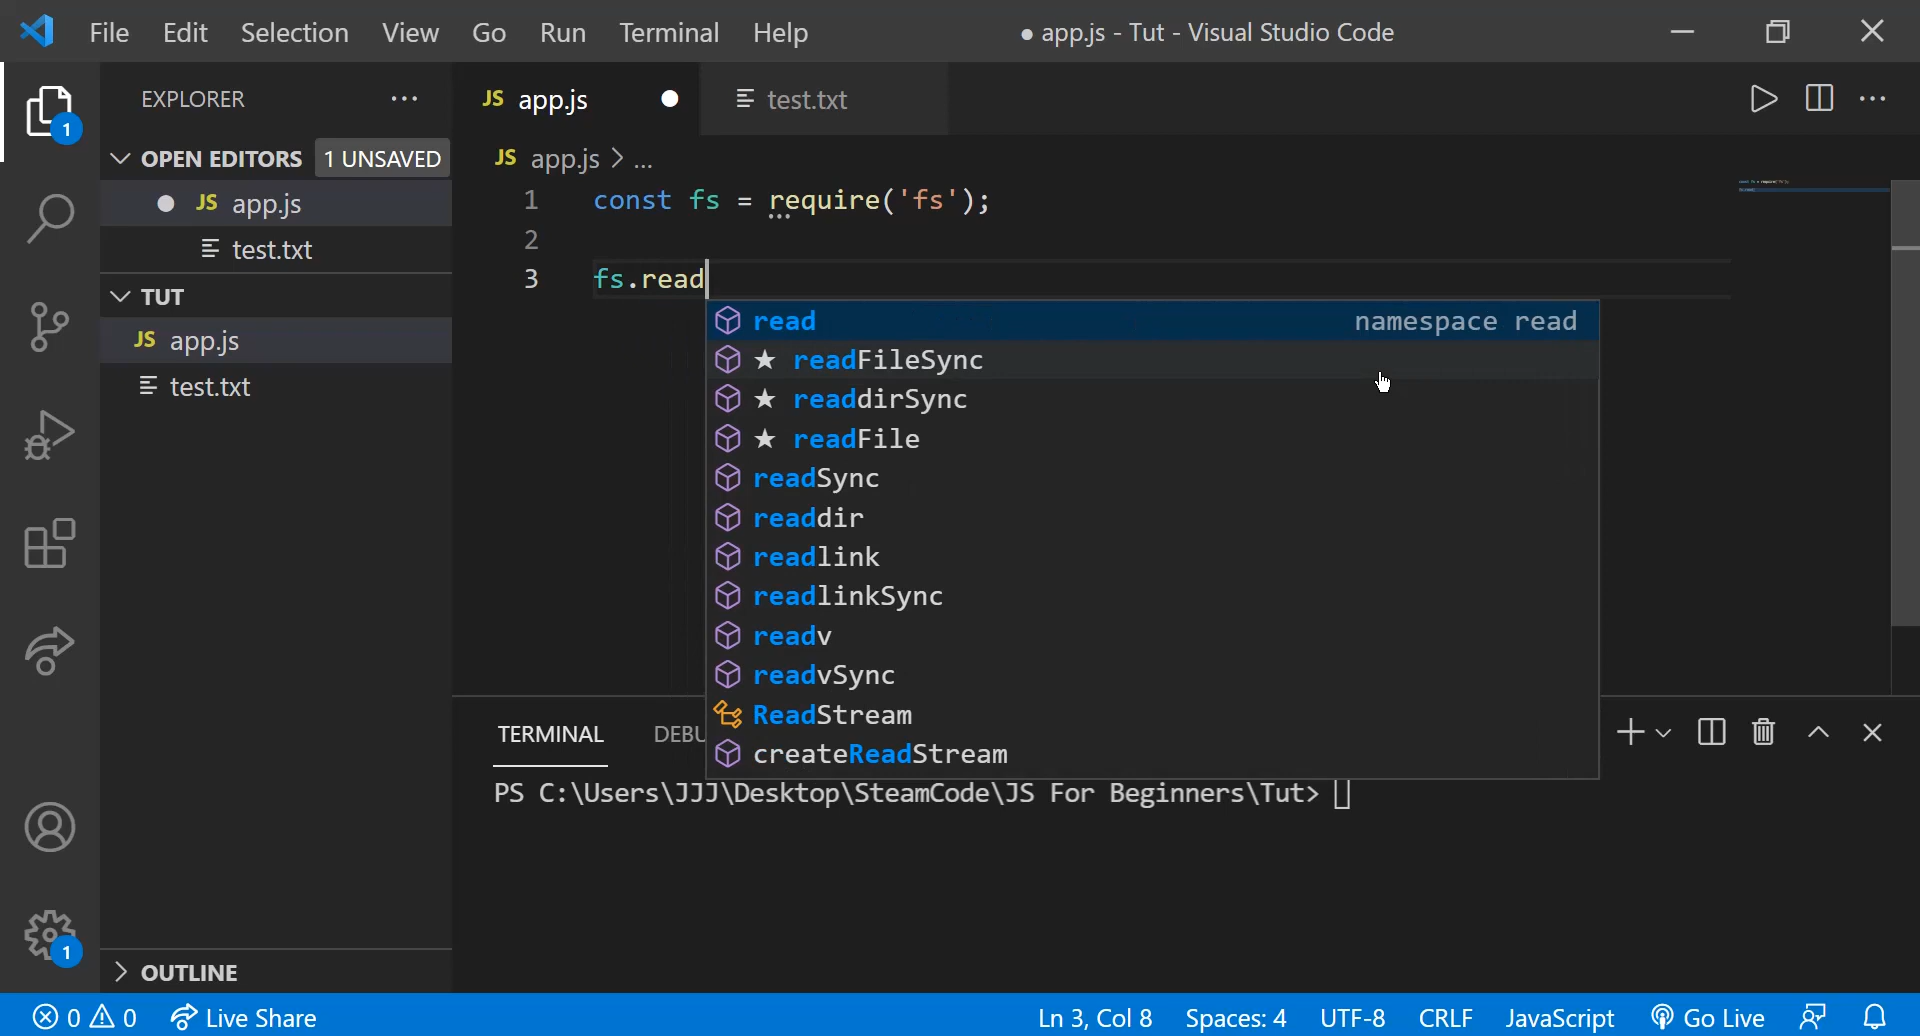 File Edit Selection View Go Run Terminal Help ● app.js - Tut - Visual Studio Code
EXPLORER ···
1
OPEN EDITORS 1 UNSAVED
● JS app.js
test.txt
TUT
JS app.js
test.txt
OUTLINE
1
JS app.js ● test.txt
JS app.js > ...
1 const fs = require('fs');
2
3 fs.read
read namespace read
★ readFileSync
★ readdirSync
★ readFile
readSync
readdir
readlink
readlinkSync
readv
readvSync
ReadStream
createReadStream
TERMINAL DEBU
PS C:\Users\JJJ\Desktop\SteamCode\JS For Beginners\Tut>
0 0 Live Share Ln 3, Col 8 Spaces: 4 UTF-8 CRLF JavaScript Go Live